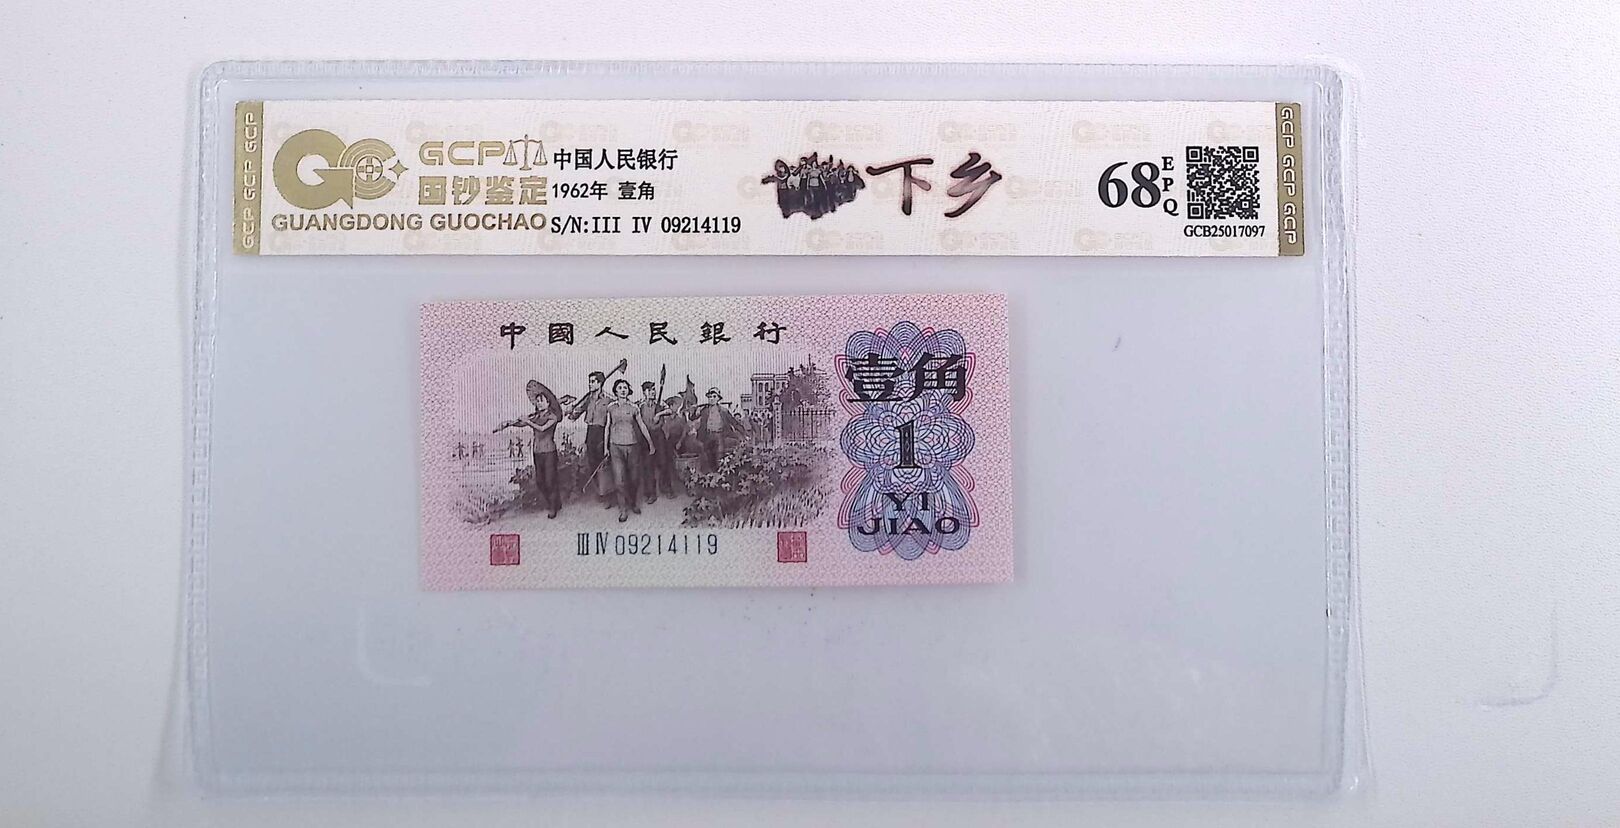 GCP GCP GCP
GCP
国钞鉴定
GUANGDONG GUOCHAO
中国人民银行
1962年 壹角
S/N:III IV 09214119
下乡
68
EPQ
GCB25017097
GCP GCP GCP
中國人民銀行
壹角
1
YI
JIAO
III IV 09214119